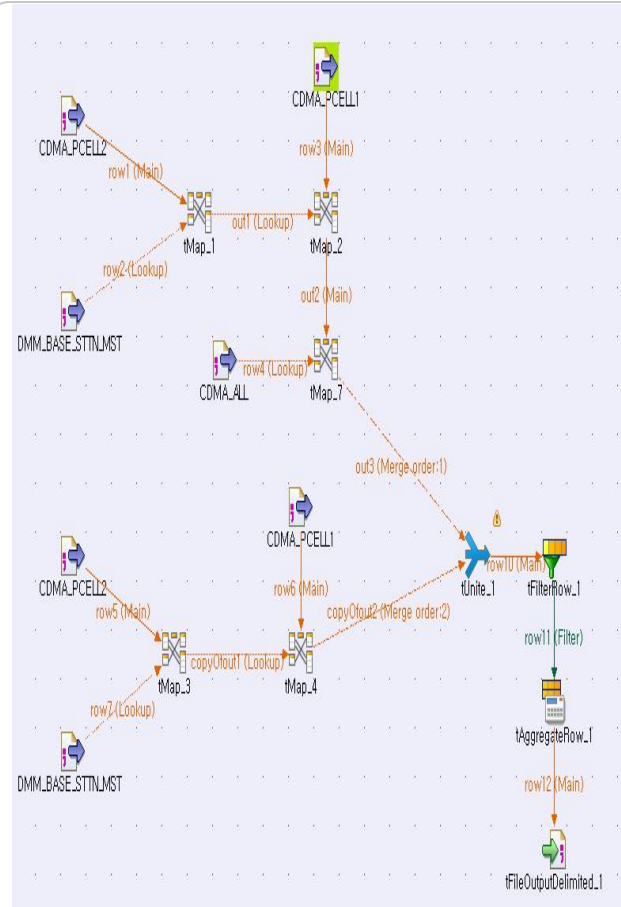 CDMA_PCELL1
CDMA_PCELL2
row3 (Main)
row1 (Main)
out1 (Lookup)
tMap_1
tMap_2
row2 (Lookup)
out2 (Main)
DMM_BASE_STTN_MST
row4 (Lookup)
CDMA_ALL
tMap_7
out3 (Merge order:1)
CDMA_PCELL1
CDMA_PCELL2
row6 (Main)
row10 (Main)
tUnite_1
tFilterRow_1
row5 (Main)
copyOfout2 (Merge order:2)
row11 (Filter)
copyOfout1 (Lookup)
tMap_3
tMap_4
row7 (Lookup)
tAggregateRow_1
DMM_BASE_STTN_MST
row12 (Main)
tFileOutputDelimited_1